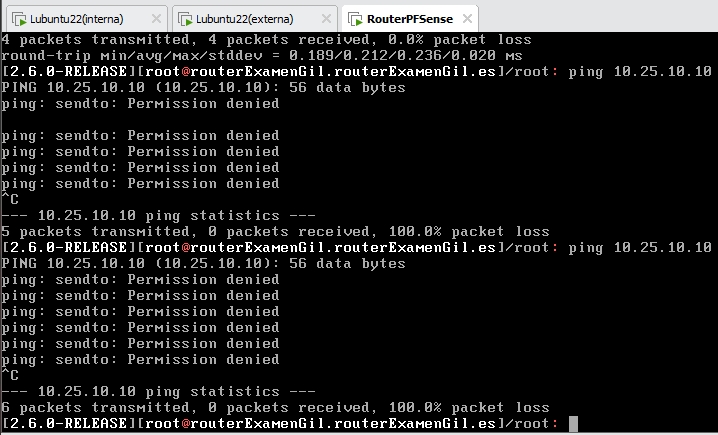 Lubuntu22(interna) Lubuntu22(externa) RouterPFSense
4 packets transmitted, 4 packets received, 0.0% packet loss
round-trip min/avg/max/stddev = 0.189/0.212/0.236/0.020 ms
[2.6.0-RELEASE][root@routerExamenGil.routerExamenGil.es]/root: ping 10.25.10.10
PING 10.25.10.10 (10.25.10.10): 56 data bytes
ping: sendto: Permission denied
ping: sendto: Permission denied
ping: sendto: Permission denied
ping: sendto: Permission denied
ping: sendto: Permission denied
^C
--- 10.25.10.10 ping statistics ---
5 packets transmitted, 0 packets received, 100.0% packet loss
[2.6.0-RELEASE][root@routerExamenGil.routerExamenGil.es]/root: ping 10.25.10.10
PING 10.25.10.10 (10.25.10.10): 56 data bytes
ping: sendto: Permission denied
ping: sendto: Permission denied
ping: sendto: Permission denied
ping: sendto: Permission denied
ping: sendto: Permission denied
ping: sendto: Permission denied
^C
--- 10.25.10.10 ping statistics ---
6 packets transmitted, 0 packets received, 100.0% packet loss
[2.6.0-RELEASE][root@routerExamenGil.routerExamenGil.es]/root: